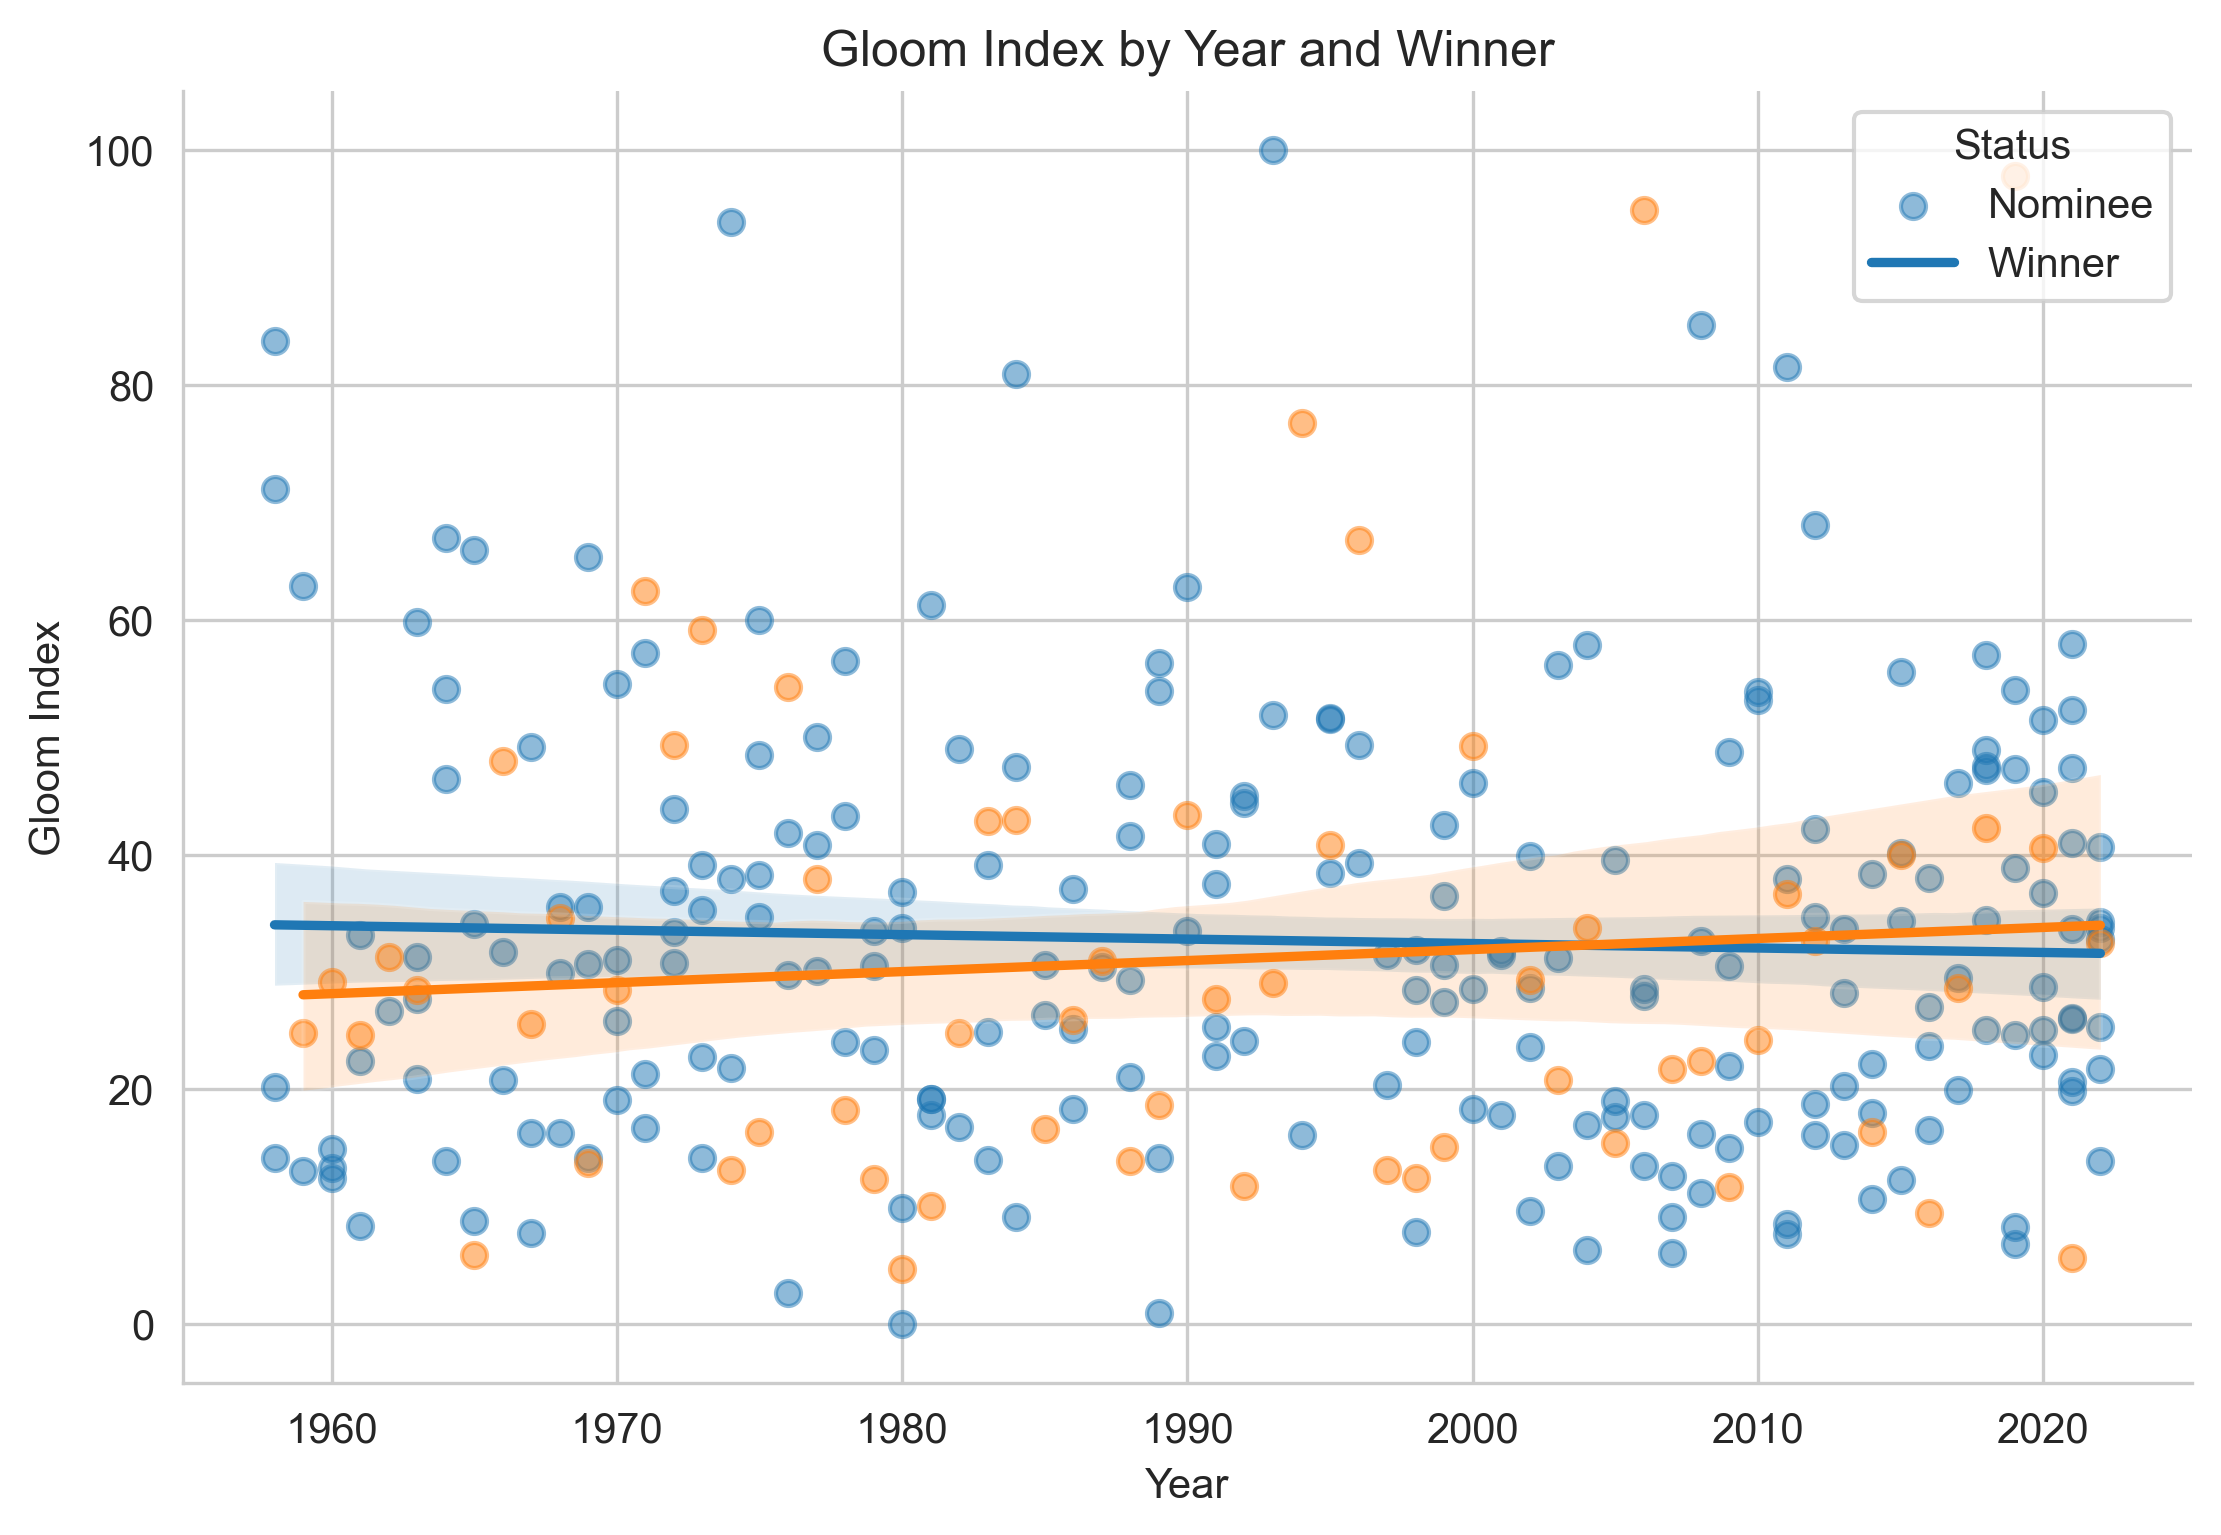 Gloom Index by Year and Winner
Status
Nominee
Winner
Gloom Index
100
80
60
40
20
0
1960 1970 1980 1990 2000 2010 2020
Year